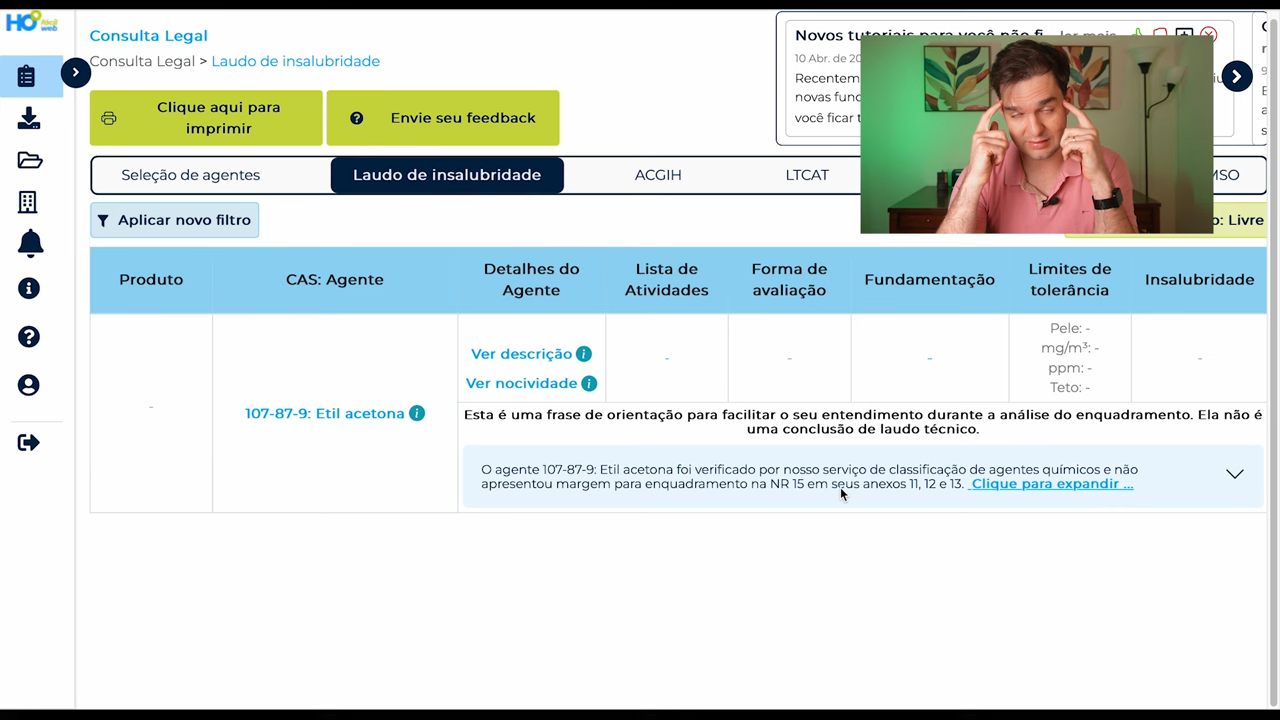 HO fácil web
Consulta Legal
Consulta Legal > Laudo de insalubridade
Clique aqui para
imprimir
Envie seu feedback
Novos tutoriais para você não fi
ler mais
10 Abr. de 20
Recentem
novas func
você ficar
Seleção de agentes
Laudo de insalubridade
ACGIH
LTCAT
MSO
Aplicar novo filtro
o: Livre
Produto
CAS: Agente
Detalhes do
Agente
Lista de
Atividades
Forma de
avaliação
Fundamentação
Limites de
tolerância
Insalubridade
-
107-87-9: Etil acetona
Ver descrição
Ver nocividade
-
-
-
Pele: -
mg/m³: -
ppm: -
Teto: -
-
Esta é uma frase de orientação para facilitar o seu entendimento durante a análise do enquadramento. Ela não é
uma conclusão de laudo técnico.
O agente 107-87-9: Etil acetona foi verificado por nosso serviço de classificação de agentes químicos e não
apresentou margem para enquadramento na NR 15 em seus anexos 11, 12 e 13. Clique para expandir ...